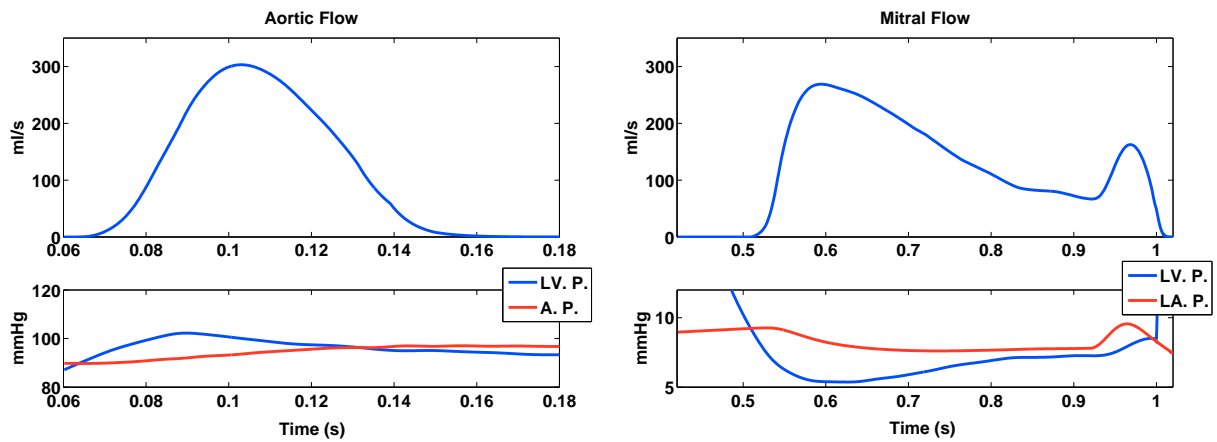 Aortic Flow
300
200
100
0
ml/s
0.06 0.08 0.1 0.12 0.14 0.16 0.18
120
100
80
mmHg
LV. P.
A. P.
0.06 0.08 0.1 0.12 0.14 0.16 0.18
Time (s)
Mitral Flow
300
200
100
0
ml/s
0.5 0.6 0.7 0.8 0.9 1
10
5
mmHg
LV. P.
LA. P.
0.5 0.6 0.7 0.8 0.9 1
Time (s)